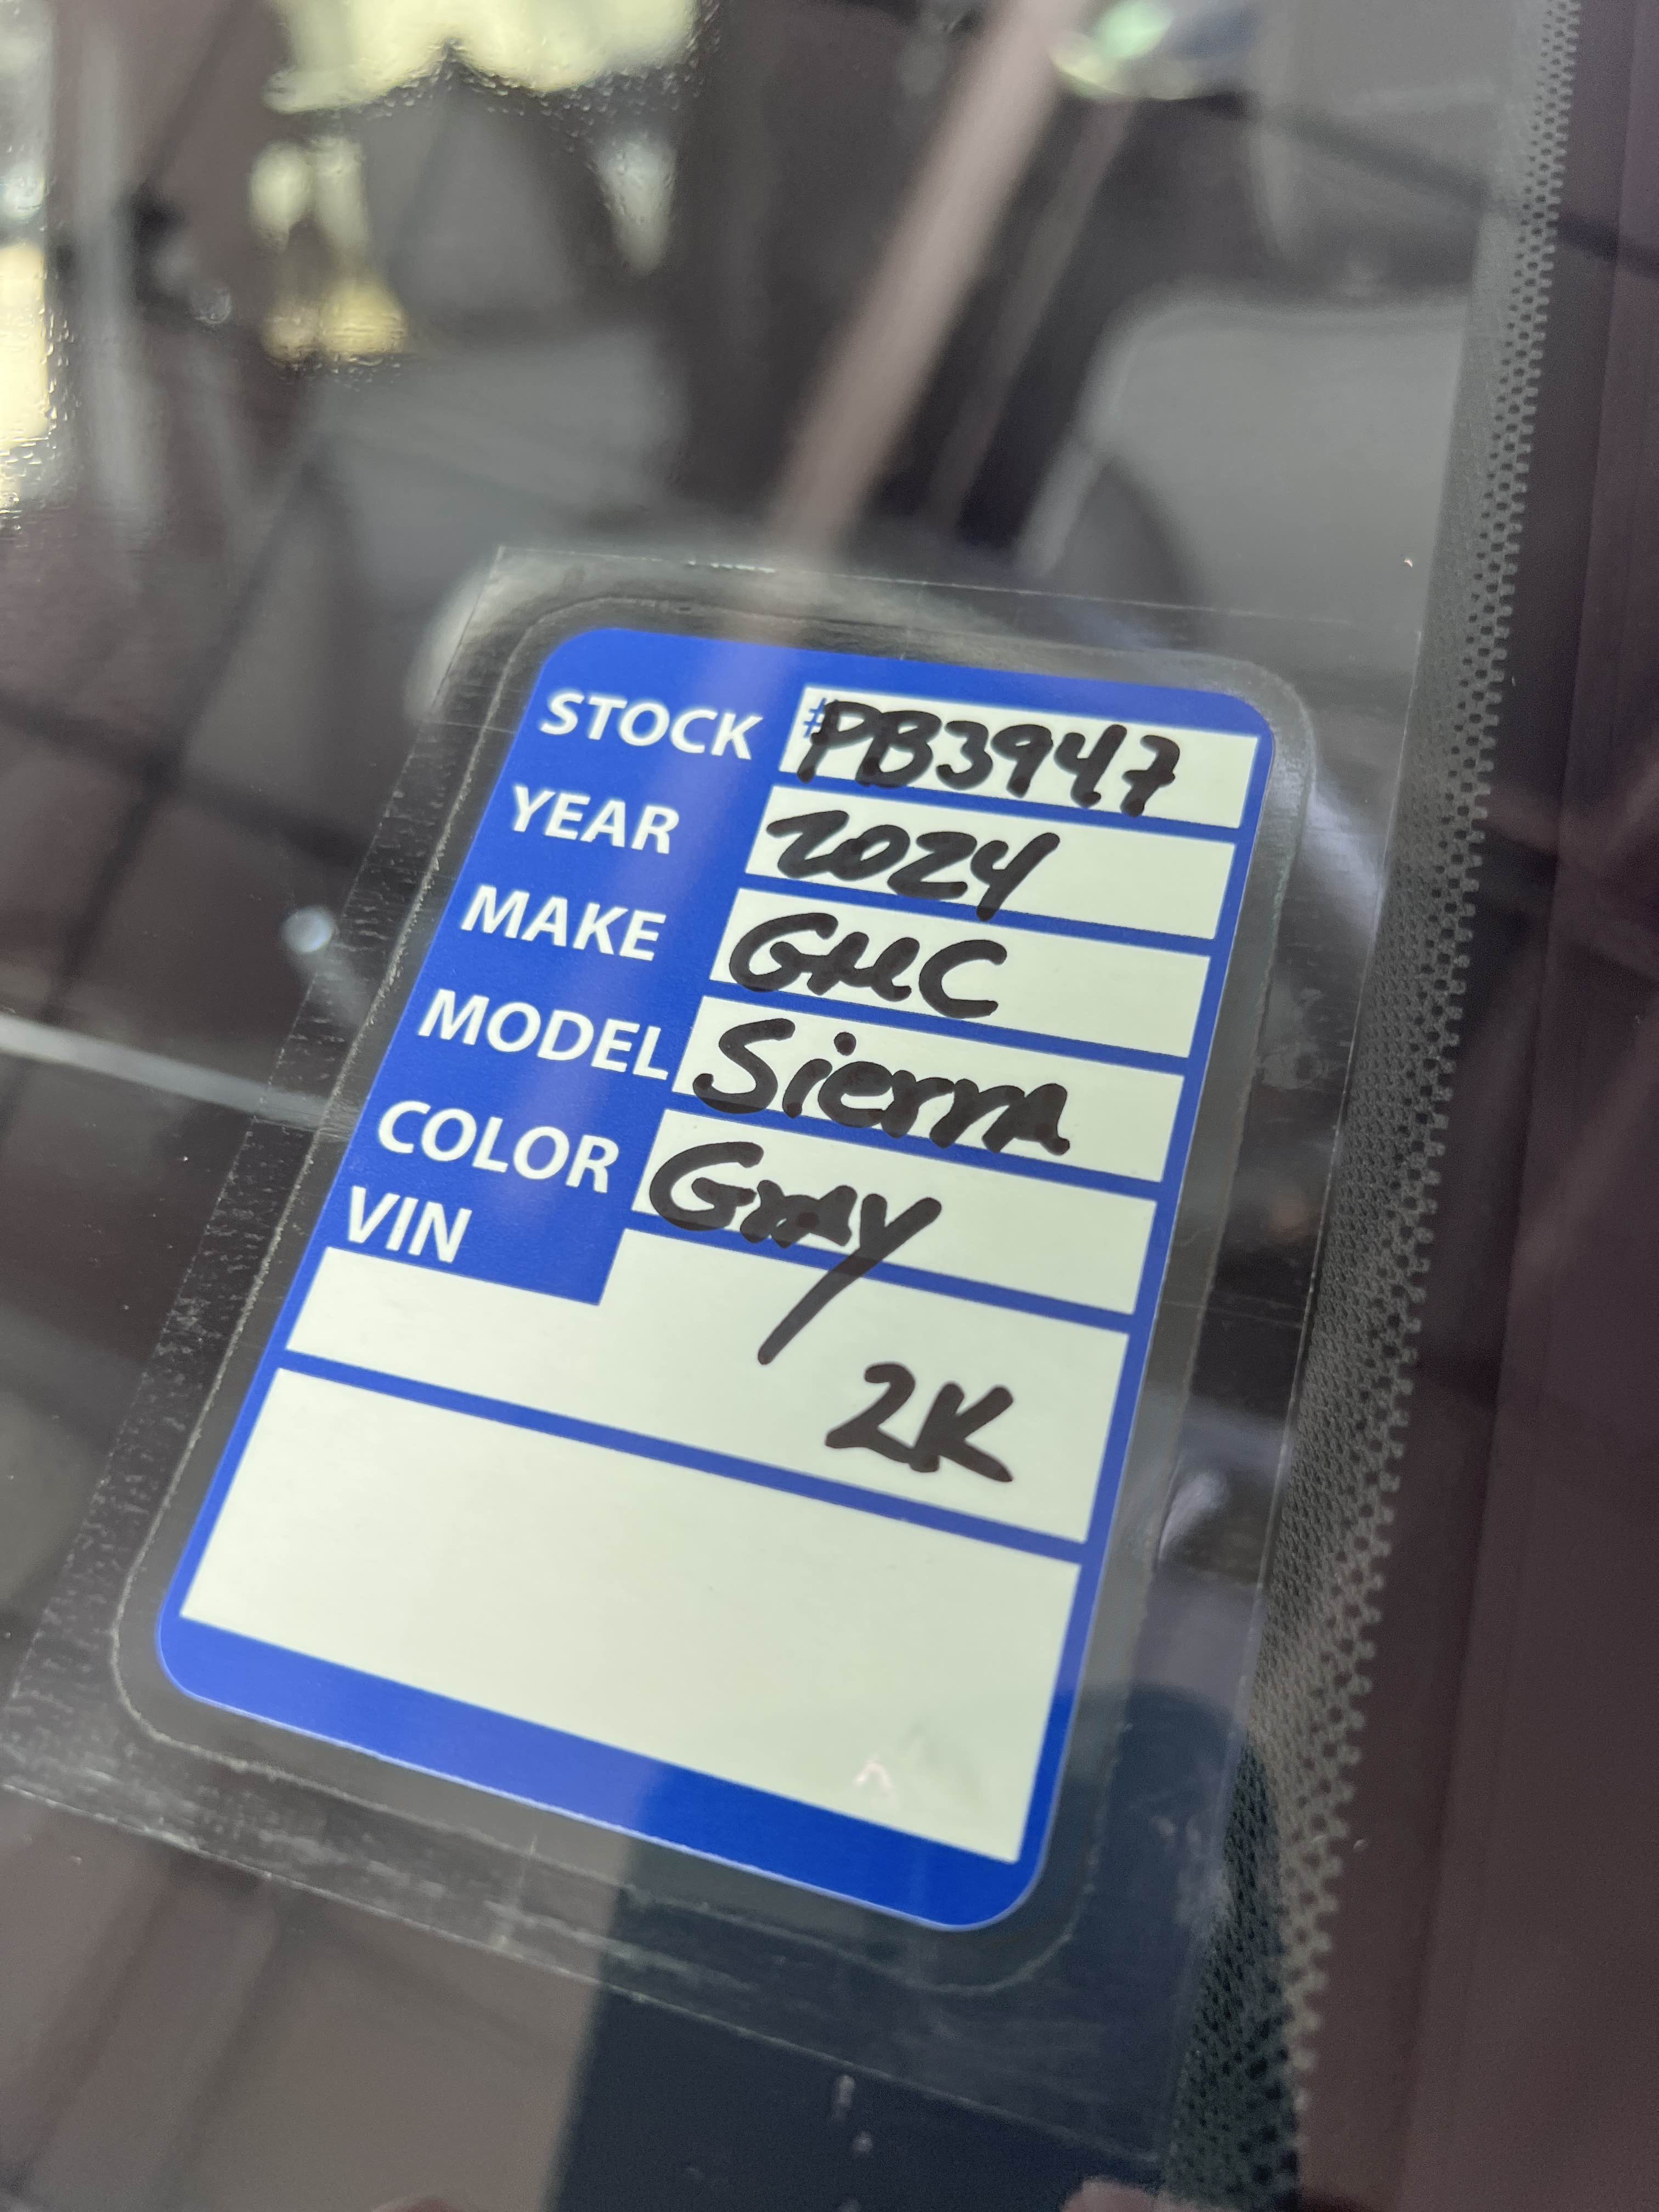 STOCK #PB3947
YEAR 2024
MAKE GMC
MODEL Sierra
COLOR Gray
VIN
2K